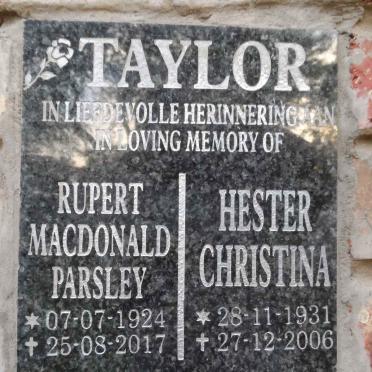 TAYLOR
IN LIEFDEVOLLE HERINNERING VAN
IN LOVING MEMORY OF
RUPERT
MACDONALD
PARSLEY
* 07-07-1924
† 25-08-2017
HESTER
CHRISTINA
* 28-11-1931
† 27-12-2006